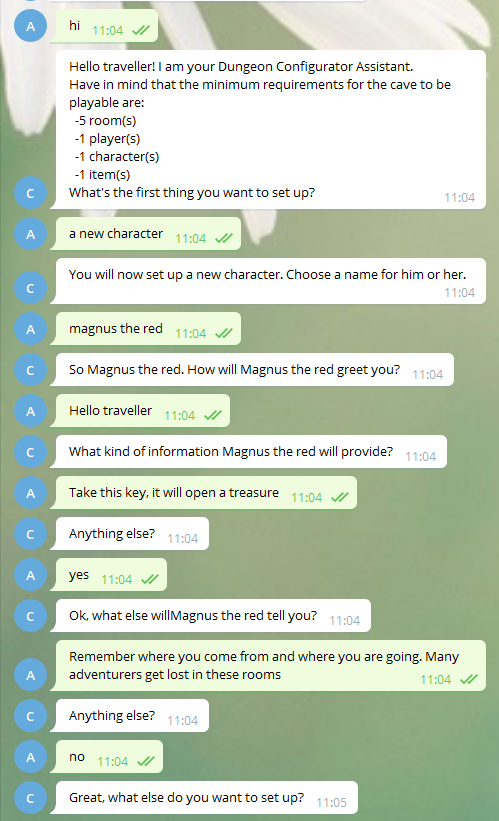 A
hi 11:04
Hello traveller! I am your Dungeon Configurator Assistant.
Have in mind that the minimum requirements for the cave to be
playable are:
-5 room(s)
-1 player(s)
-1 character(s)
-1 item(s)
C
What's the first thing you want to set up? 11:04
A
a new character 11:04
You will now set up a new character. Choose a name for him or her.
C
11:04
A
magnus the red 11:04
C
So Magnus the red. How will Magnus the red greet you? 11:04
A
Hello traveller 11:04
C
What kind of information Magnus the red will provide? 11:04
A
Take this key, it will open a treasure 11:04
C
Anything else? 11:04
A
yes 11:04
C
Ok, what else willMagnus the red tell you? 11:04
Remember where you come from and where you are going. Many
A
adventurers get lost in these rooms 11:04
C
Anything else? 11:04
A
no 11:04
C
Great, what else do you want to set up? 11:05